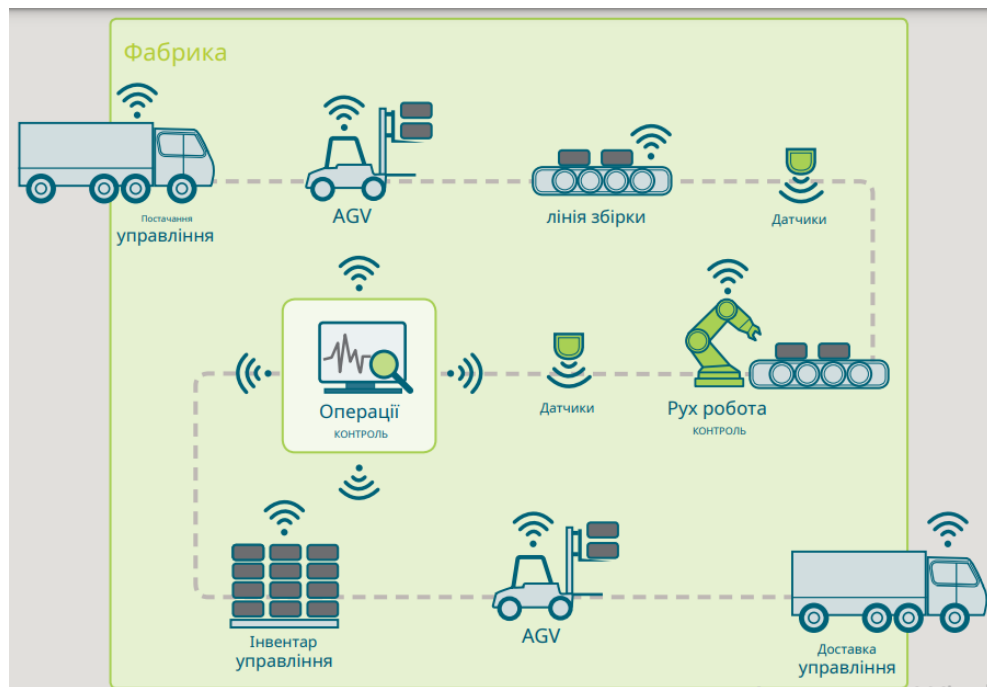 Фабрика
Постачання
управління
AGV
лінія збірки
Датчики
Операції
контроль
Датчики
Рух робота
контроль
Інвентар
управління
AGV
Доставка
управління